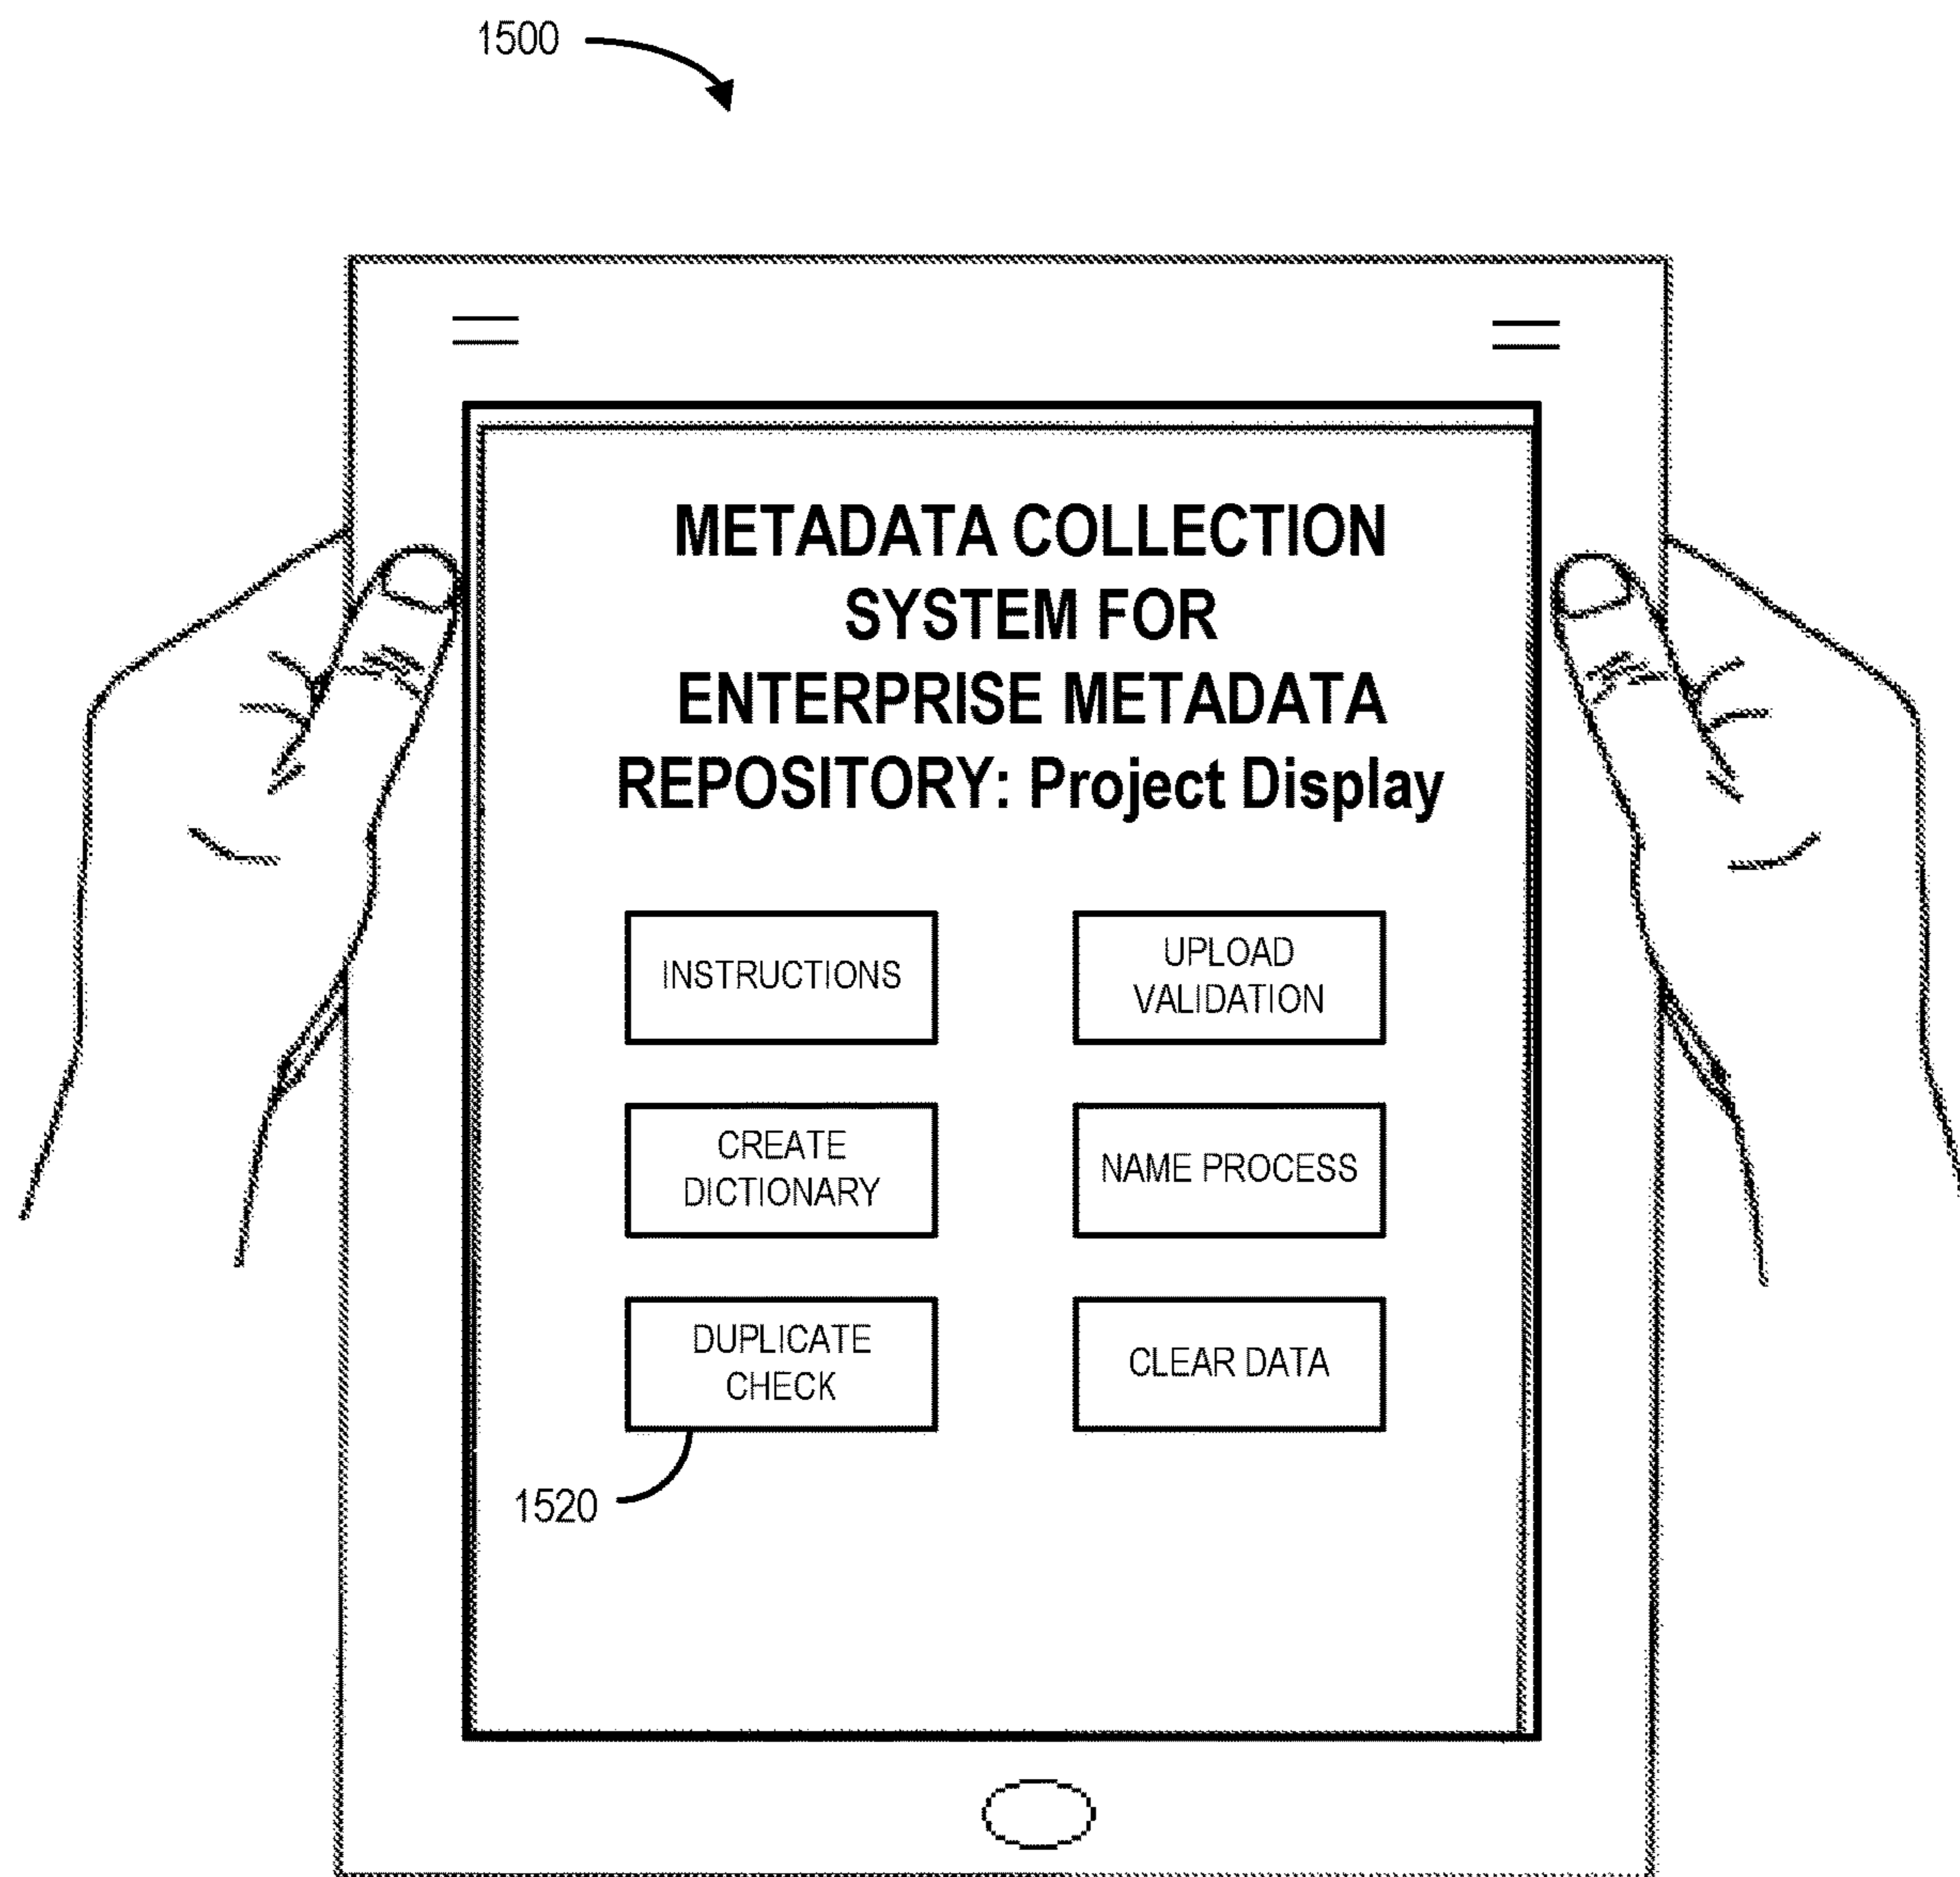 1500
METADATA COLLECTION
SYSTEM FOR
ENTERPRISE METADATA
REPOSITORY: Project Display
INSTRUCTIONS
UPLOAD
VALIDATION
CREATE
DICTIONARY
NAME PROCESS
DUPLICATE
CHECK
CLEAR DATA
1520